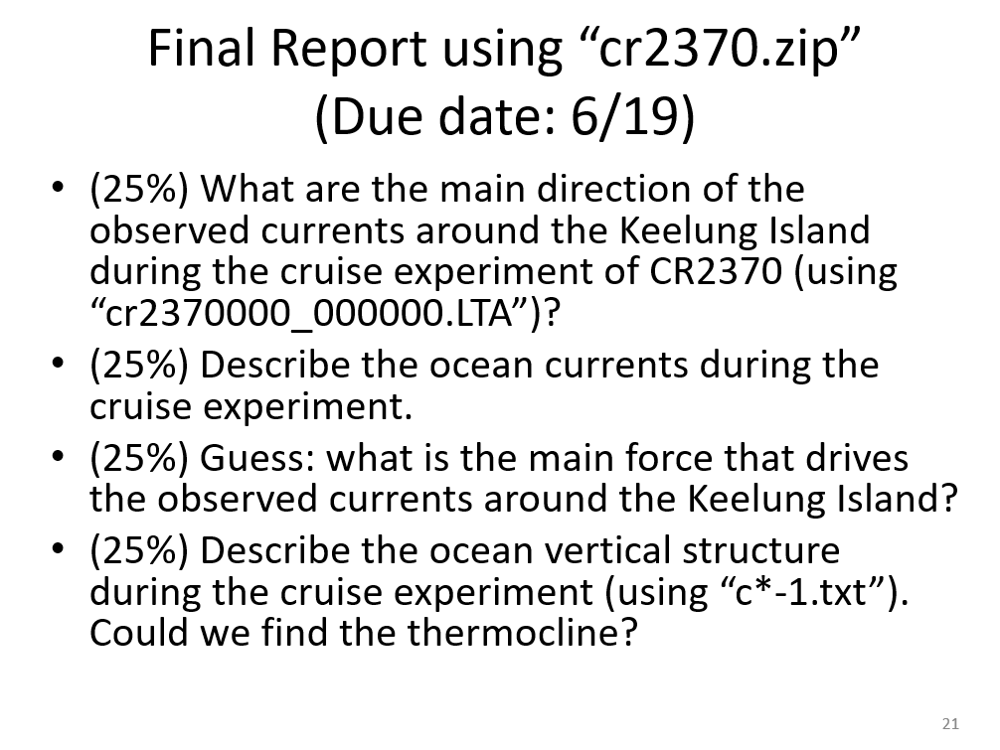 Final Report using “cr2370.zip”
(Due date: 6/19)
• (25%) What are the main direction of the
observed currents around the Keelung Island
during the cruise experiment of CR2370 (using
“cr2370000_000000.LTA”)?
• (25%) Describe the ocean currents during the
cruise experiment.
• (25%) Guess: what is the main force that drives
the observed currents around the Keelung Island?
• (25%) Describe the ocean vertical structure
during the cruise experiment (using “c*-1.txt”).
Could we find the thermocline?
21